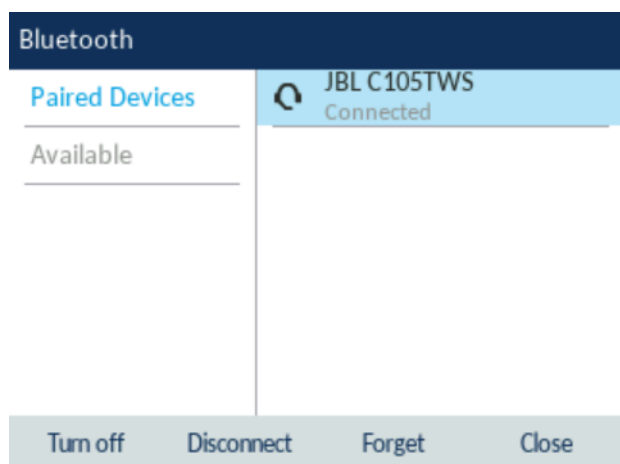 Bluetooth
Paired Devices
Available
JBL C105TWS
Connected
Turn off Disconnect Forget Close